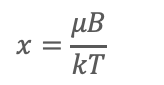 x = μB / kT